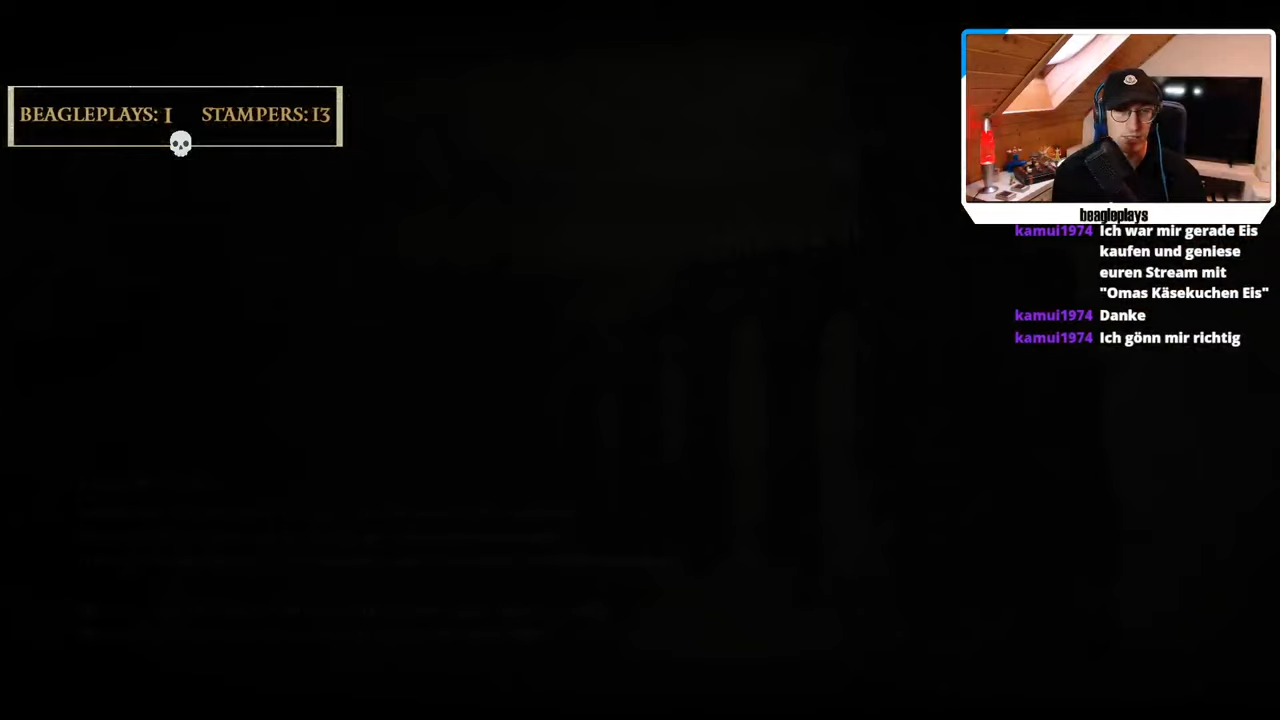 BEAGLEPLAYS: 1 STAMPERS: 13
beagleplays
kamui1974 Ich war mir gerade Eis
kaufen und geniese
euren Stream mit
"Omas Käsekuchen Eis"
kamui1974 Danke
kamui1974 Ich gönn mir richtig